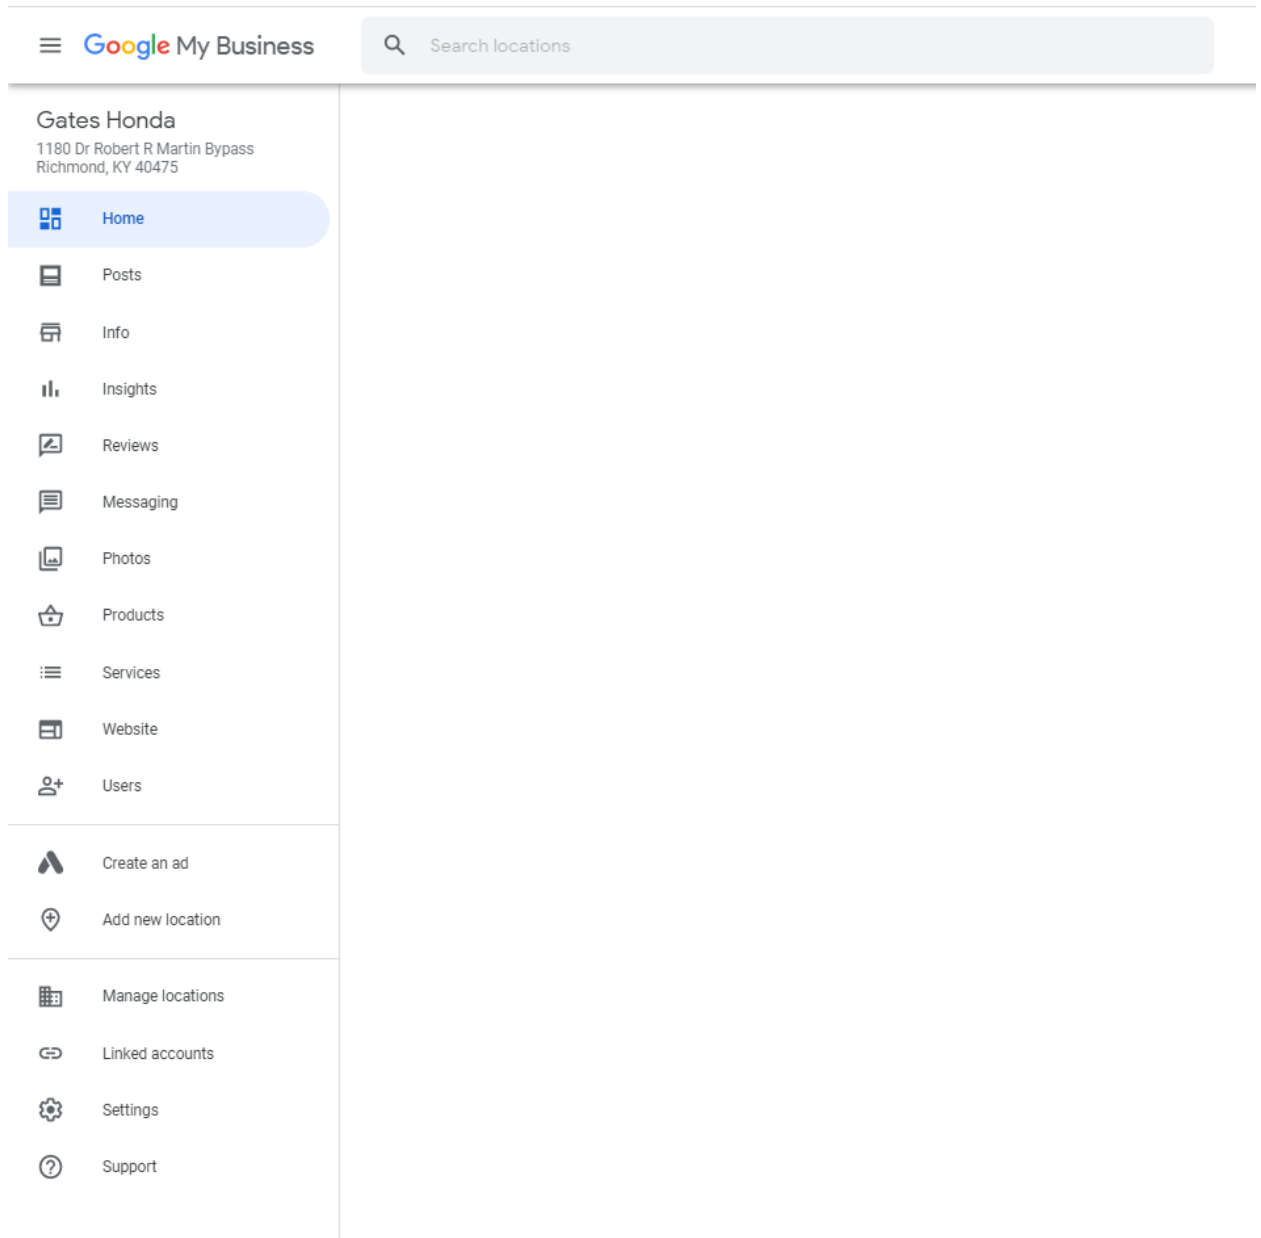 Google My Business
Search locations
Gates Honda
1180 Dr Robert R Martin Bypass
Richmond, KY 40475
Home
Posts
Info
Insights
Reviews
Messaging
Photos
Products
Services
Website
Users
Create an ad
Add new location
Manage locations
Linked accounts
Settings
Support